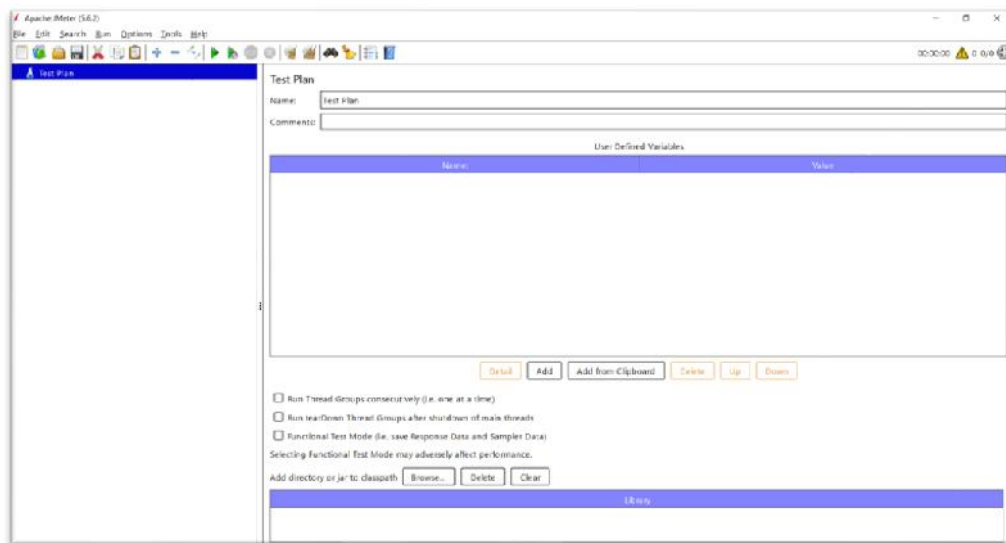 Apache JMeter (5.6.2)
File Edit Search Run Options Tools Help
00:00:00 0 0/0
Test Plan
Test Plan
Name: Test Plan
Comments:
User Defined Variables
Name: Value
Detail Add Add from Clipboard Delete Up Down
Run Thread Groups consecutively (i.e. one at a time)
Run tearDown Thread Groups after shutdown of main threads
Functional Test Mode (i.e. save Response Data and Sampler Data)
Selecting Functional Test Mode may adversely affect performance.
Add directory or jar to classpath Browse... Delete Clear
Library